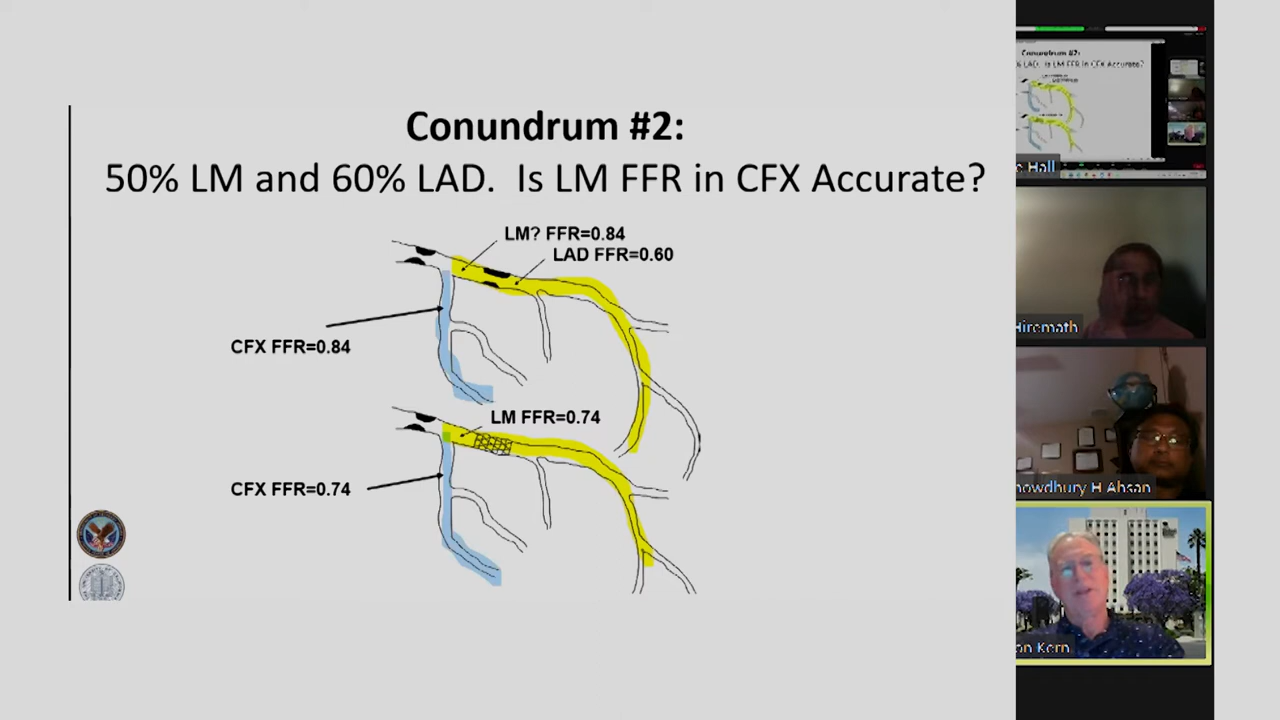 Conundrum #2:
50% LM and 60% LAD. Is LM FFR in CFX Accurate?
LM? FFR=0.84
LAD FFR=0.60
CFX FFR=0.84
LM FFR=0.74
CFX FFR=0.74
Conundrum #2:
LAD. Is LM FFR in CFX Accurate?
Hall
Hiremath
howdhury H Ahsan
on Kern